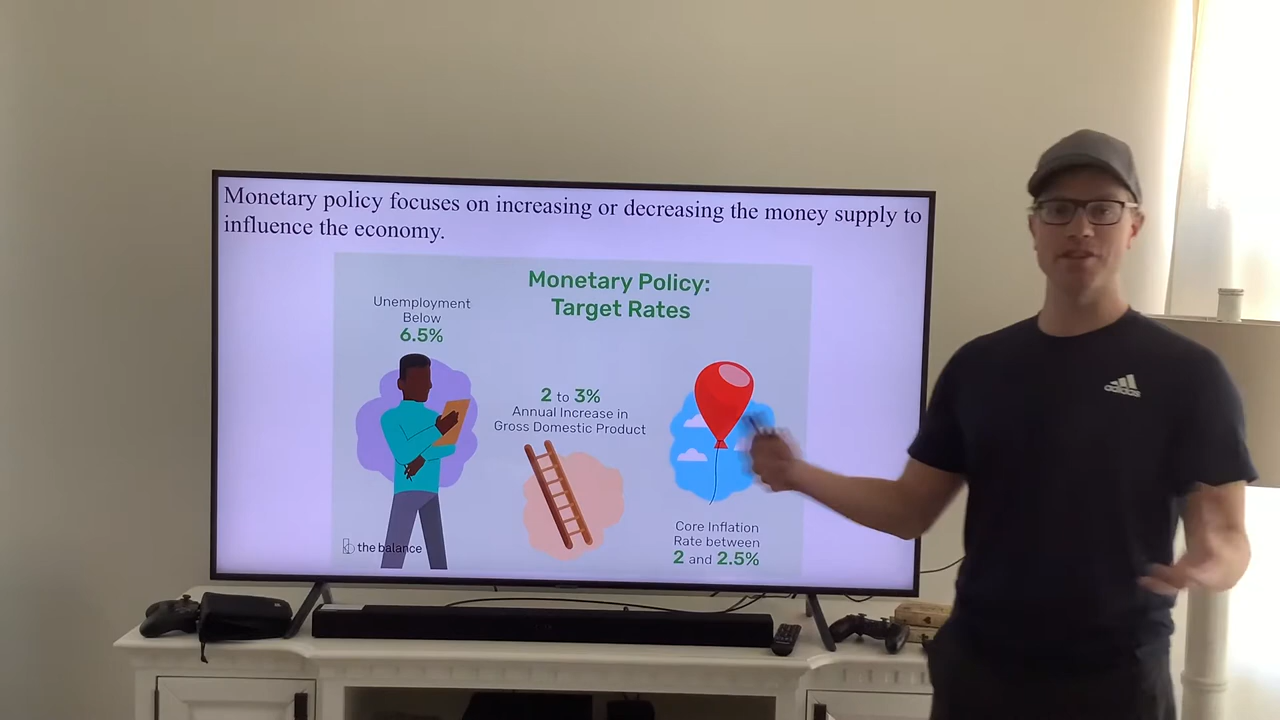 Monetary policy focuses on increasing or decreasing the money supply to
influence the economy.
Monetary Policy:
Target Rates
Unemployment
Below
6.5%
2 to 3%
Annual Increase in
Gross Domestic Product
Core Inflation
Rate between
2 and 2.5%
the balance
adidas